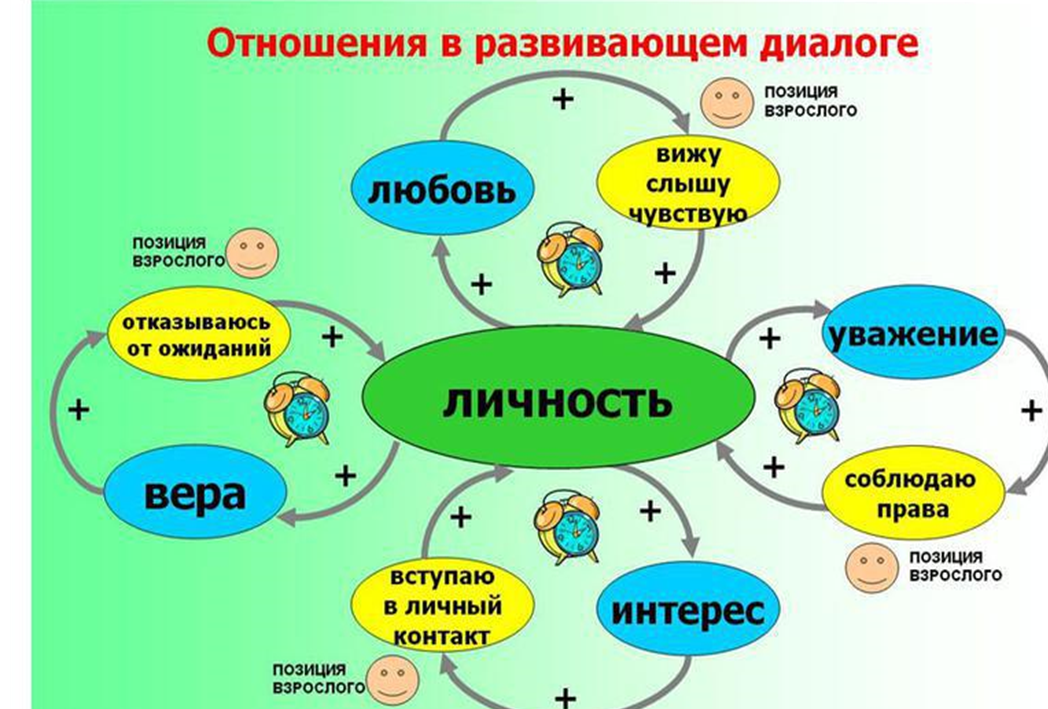 Отношения в развивающем диалоге
+
ПОЗИЦИЯ
ВЗРОСЛОГО
любовь
вижу
слышу
чувствую
+
+
ПОЗИЦИЯ
ВЗРОСЛОГО
отказываюсь
от ожиданий
+
+
уважение
личность
+
+
вера
+
+
соблюдаю
права
+
+
ПОЗИЦИЯ
ВЗРОСЛОГО
вступаю
в личный
контакт
интерес
ПОЗИЦИЯ
ВЗРОСЛОГО
+